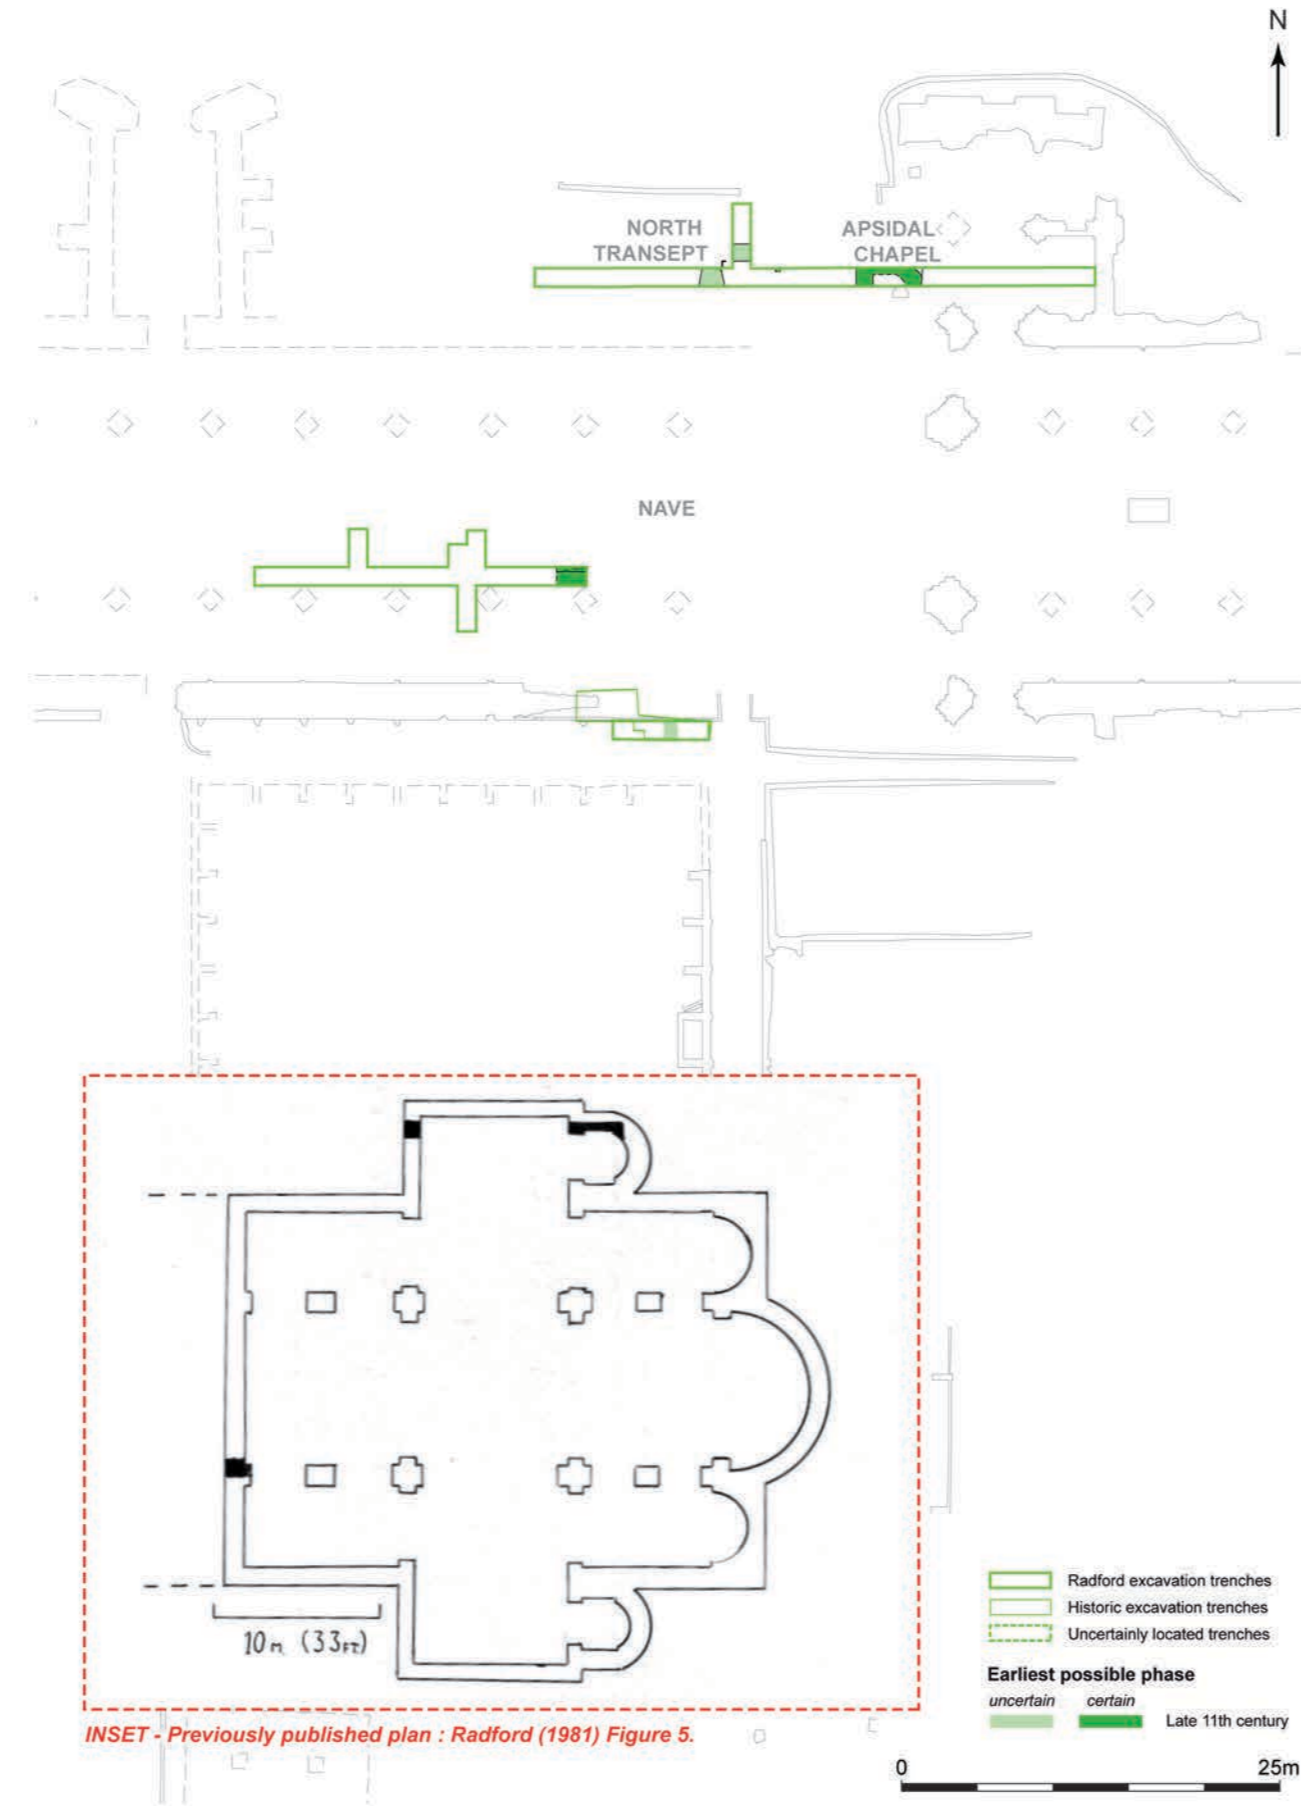 N
NORTH
TRANSEPT
APSIDAL
CHAPEL
NAVE
10m (33FT)
INSET - Previously published plan : Radford (1981) Figure 5.
Radford excavation trenches
Historic excavation trenches
Uncertainly located trenches
Earliest possible phase
uncertain certain
Late 11th century
0 25m